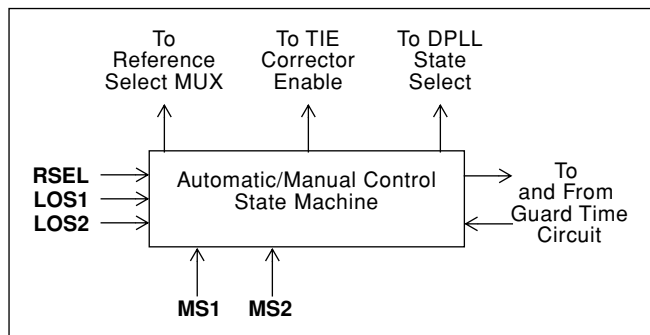 To
Reference
Select MUX
To TIE
Corrector
Enable
To DPLL
State
Select
RSEL
LOS1
LOS2
Automatic/Manual Control
State Machine
To
and From
Guard Time
Circuit
MS1
MS2